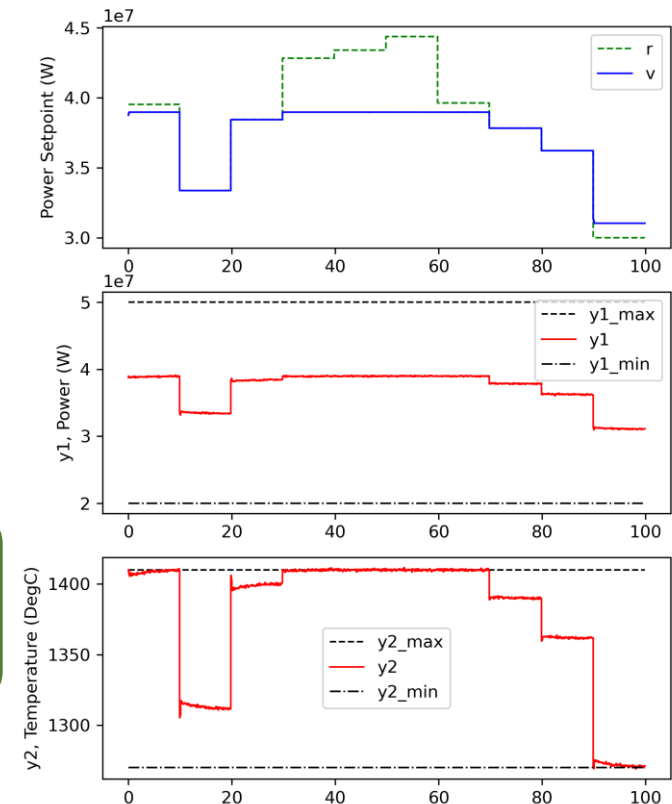 1e7
4.5
4.0
3.5
3.0
Power Setpoint (W)
r
v
0 20 40 60 80 100
1e7
5
4
3
2
y1, Power (W)
y1_max
y1
y1_min
0 20 40 60 80 100
1400
1350
1300
y2, Temperature (DegC)
y2_max
y2
y2_min
0 20 40 60 80 100